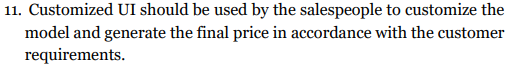 11. Customized UI should be used by the salespeople to customize the
model and generate the final price in accordance with the customer
requirements.